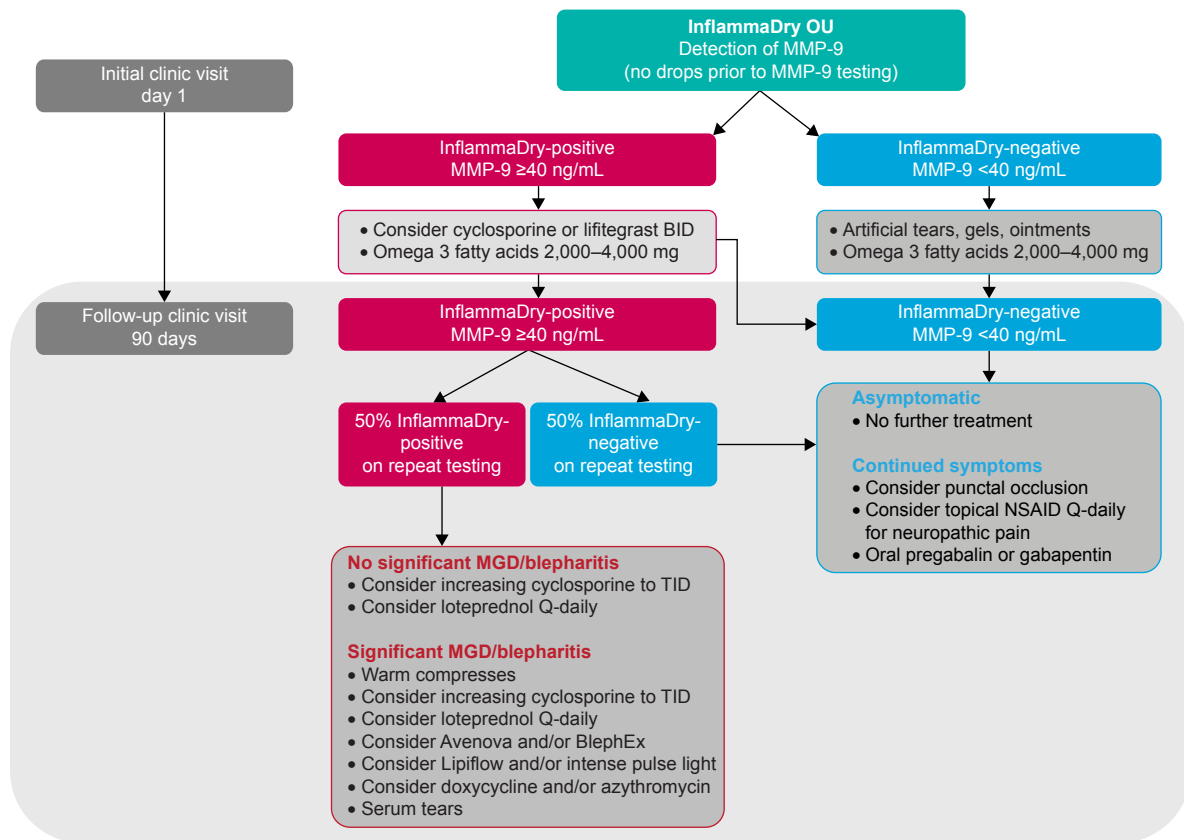 InflammaDry OU
Detection of MMP-9
(no drops prior to MMP-9 testing)
Initial clinic visit
day 1
InflammaDry-positive
MMP-9 ≥40 ng/mL
InflammaDry-negative
MMP-9 <40 ng/mL
• Consider cyclosporine or lifitegrast BID
• Omega 3 fatty acids 2,000–4,000 mg
• Artificial tears, gels, ointments
• Omega 3 fatty acids 2,000–4,000 mg
Follow-up clinic visit
90 days
InflammaDry-positive
MMP-9 ≥40 ng/mL
InflammaDry-negative
MMP-9 <40 ng/mL
50% InflammaDry-
positive
on repeat testing
50% InflammaDry-
negative
on repeat testing
Asymptomatic
• No further treatment
Continued symptoms
• Consider punctal occlusion
• Consider topical NSAID Q-daily
for neuropathic pain
• Oral pregabalin or gabapentin
No significant MGD/blepharitis
• Consider increasing cyclosporine to TID
• Consider loteprednol Q-daily
Significant MGD/blepharitis
• Warm compresses
• Consider increasing cyclosporine to TID
• Consider loteprednol Q-daily
• Consider Avenova and/or BlephEx
• Consider Lipiflow and/or intense pulse light
• Consider doxycycline and/or azythromycin
• Serum tears